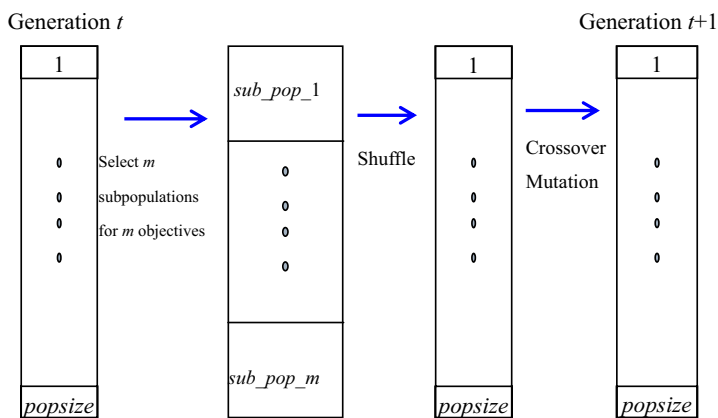 Generation t
Generation t+1
1
sub_pop_1
1
1
Select m
subpopulations
for m objectives
Shuffle
Crossover
Mutation
popsize
sub_pop_m
popsize
popsize